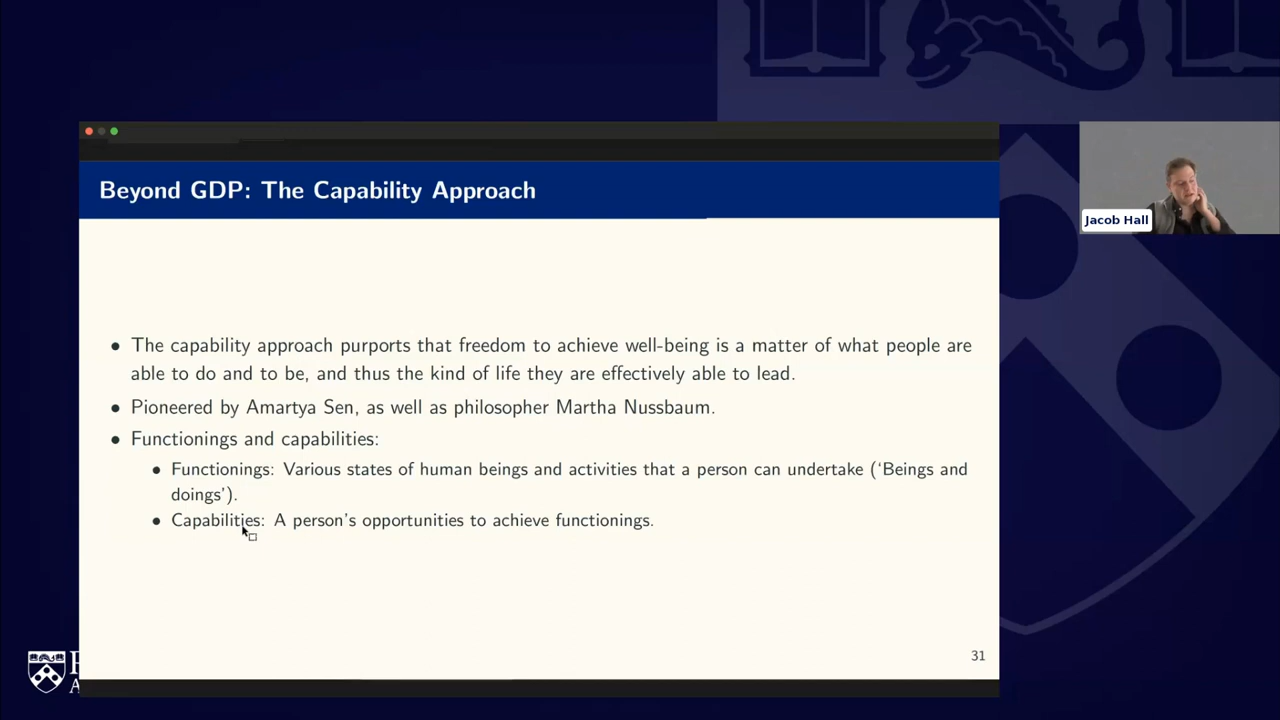 Beyond GDP: The Capability Approach
Jacob Hall
• The capability approach purports that freedom to achieve well-being is a matter of what people are
able to do and to be, and thus the kind of life they are effectively able to lead.
• Pioneered by Amartya Sen, as well as philosopher Martha Nussbaum.
• Functionings and capabilities:
• Functionings: Various states of human beings and activities that a person can undertake (‘Beings and
doings’).
• Capabilities: A person’s opportunities to achieve functionings.
31